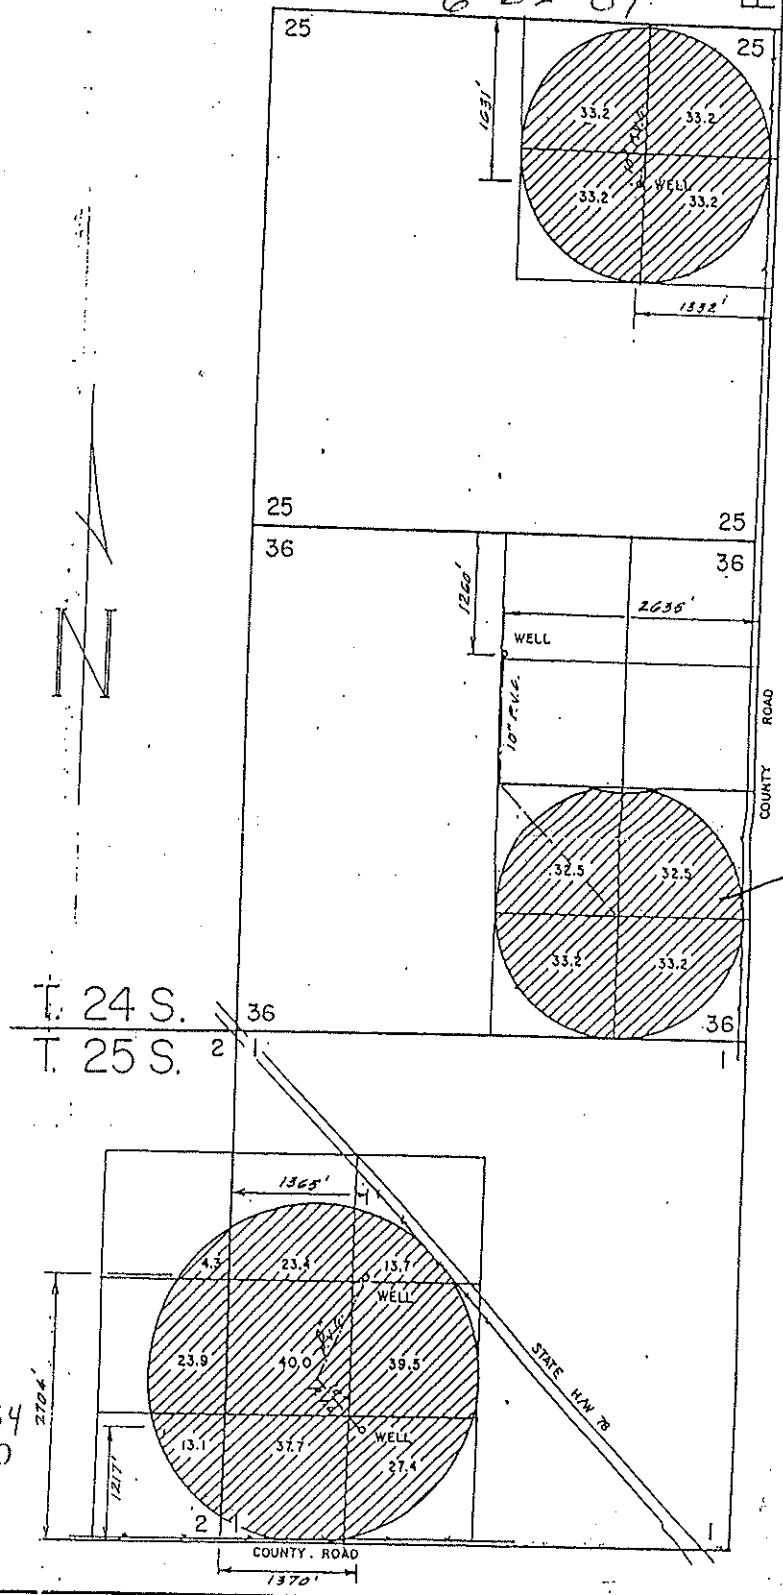 25 25
1631'
33.2 33.2
WELL
33.2 33.2
1332'
25 25
36 36
1260'
2635'
WELL
10" P.V.C.
COUNTY ROAD
32.5 32.5
33.2 33.2
N
T. 24 S. 36 36
T. 25 S. 2 1 1
1365'
4.3 23.4 13.7
WELL
23.9 40.0 39.5
STATE H/W 78
2704'
13.1 37.7 WELL
27.4
1217'
2 1 1
COUNTY ROAD
1370'